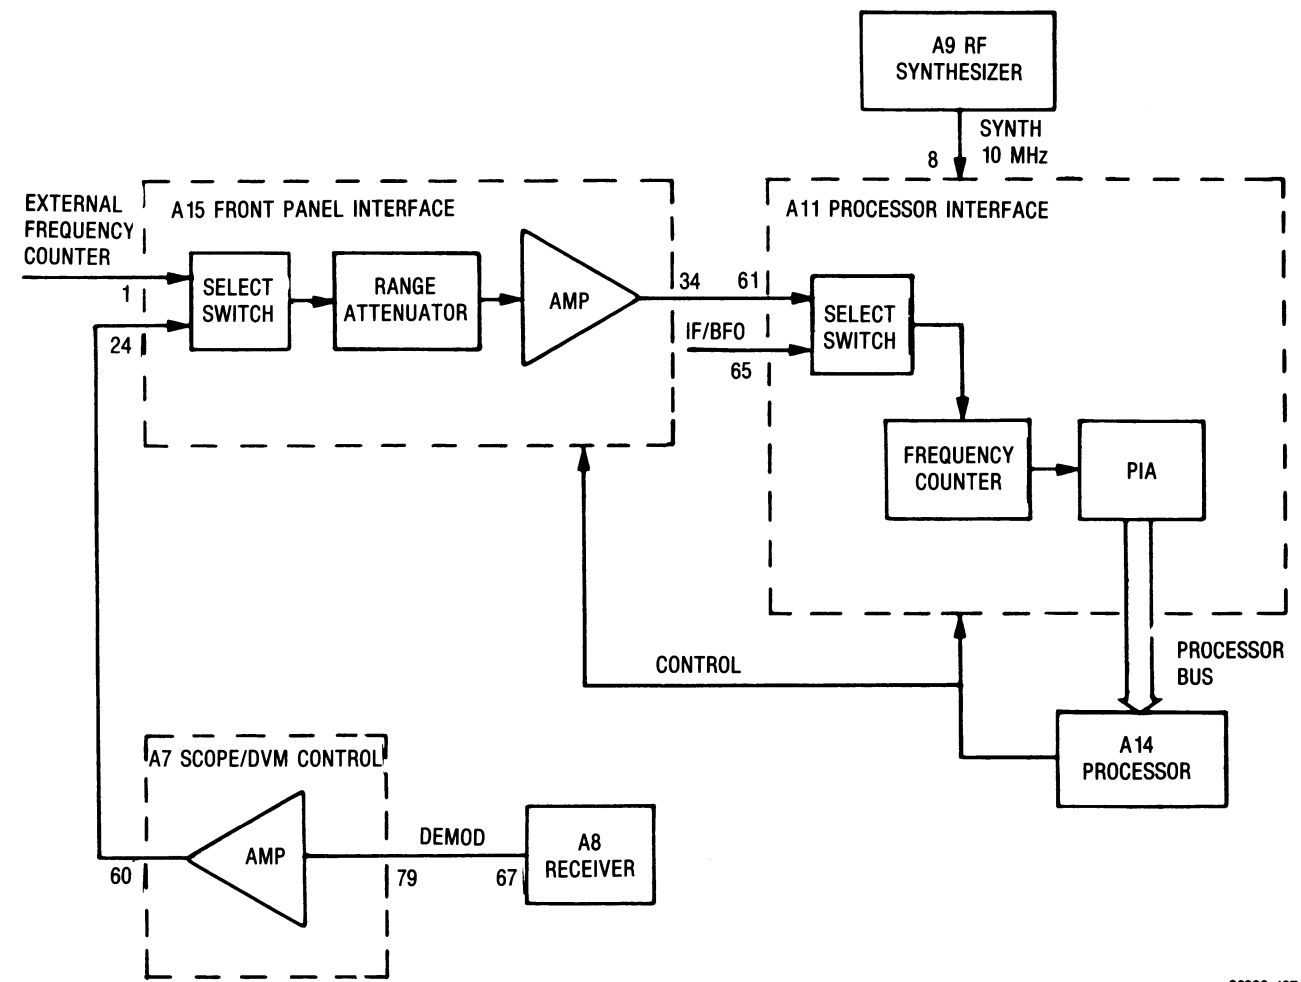 A9 RF
SYNTHESIZER
SYNTH
10 MHz
8
EXTERNAL
FREQUENCY
COUNTER
1
24
A15 FRONT PANEL INTERFACE
SELECT
SWITCH
RANGE
ATTENUATOR
AMP
34
61
IF/BFO
65
A11 PROCESSOR INTERFACE
SELECT
SWITCH
FREQUENCY
COUNTER
PIA
CONTROL
PROCESSOR
BUS
A14
PROCESSOR
A7 SCOPE/DVM CONTROL
AMP
60
DEMOD
79
67
A8
RECEIVER